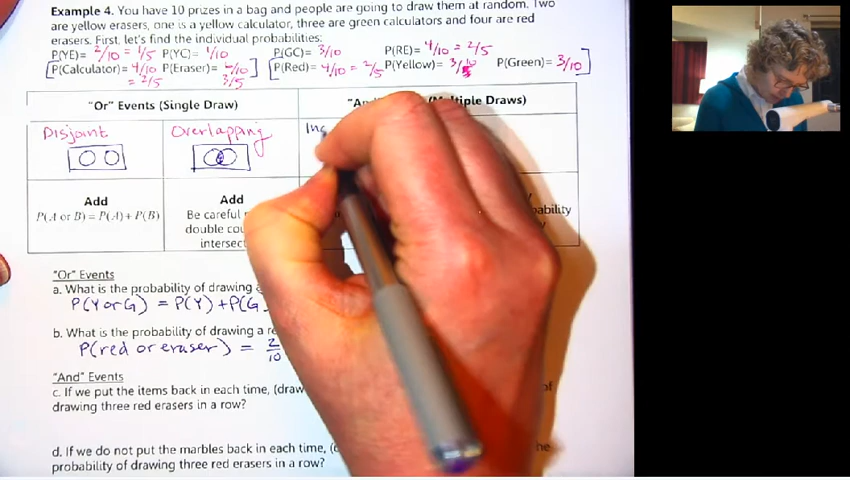 Example 4. You have 10 prizes in a bag and people are going to draw them at random. Two
are yellow erasers, one is a yellow calculator, three are green calculators and four are red
erasers. First, let's find the individual probabilities:
P(YE)= 2/10 = 1/5 P(YC)= 1/10 P(GC)= 3/10 P(RE)= 4/10 = 2/5
P(Calculator)= 4/10 = 2/5 P(Eraser)= /10 3/5 P(Red)= 4/10 = 2/5 P(Yellow)= 3/10 P(Green)= 3/10
"Or" Events (Single Draw) "And (Multiple Draws)
Disjoint Overlapping
Add Add
P(A or B) = P(A) + P(B) Be careful
double
intersect
"Or" Events
a. What is the probability of drawing
P(Y or G) = P(Y) + P(G
b. What is the probability of drawing a
P(red or eraser) = 2/10
"And" Events
c. If we put the items back in each time, (draw of
drawing three red erasers in a row?
d. If we do not put the marbles back in each time,
probability of drawing three red erasers in a row?